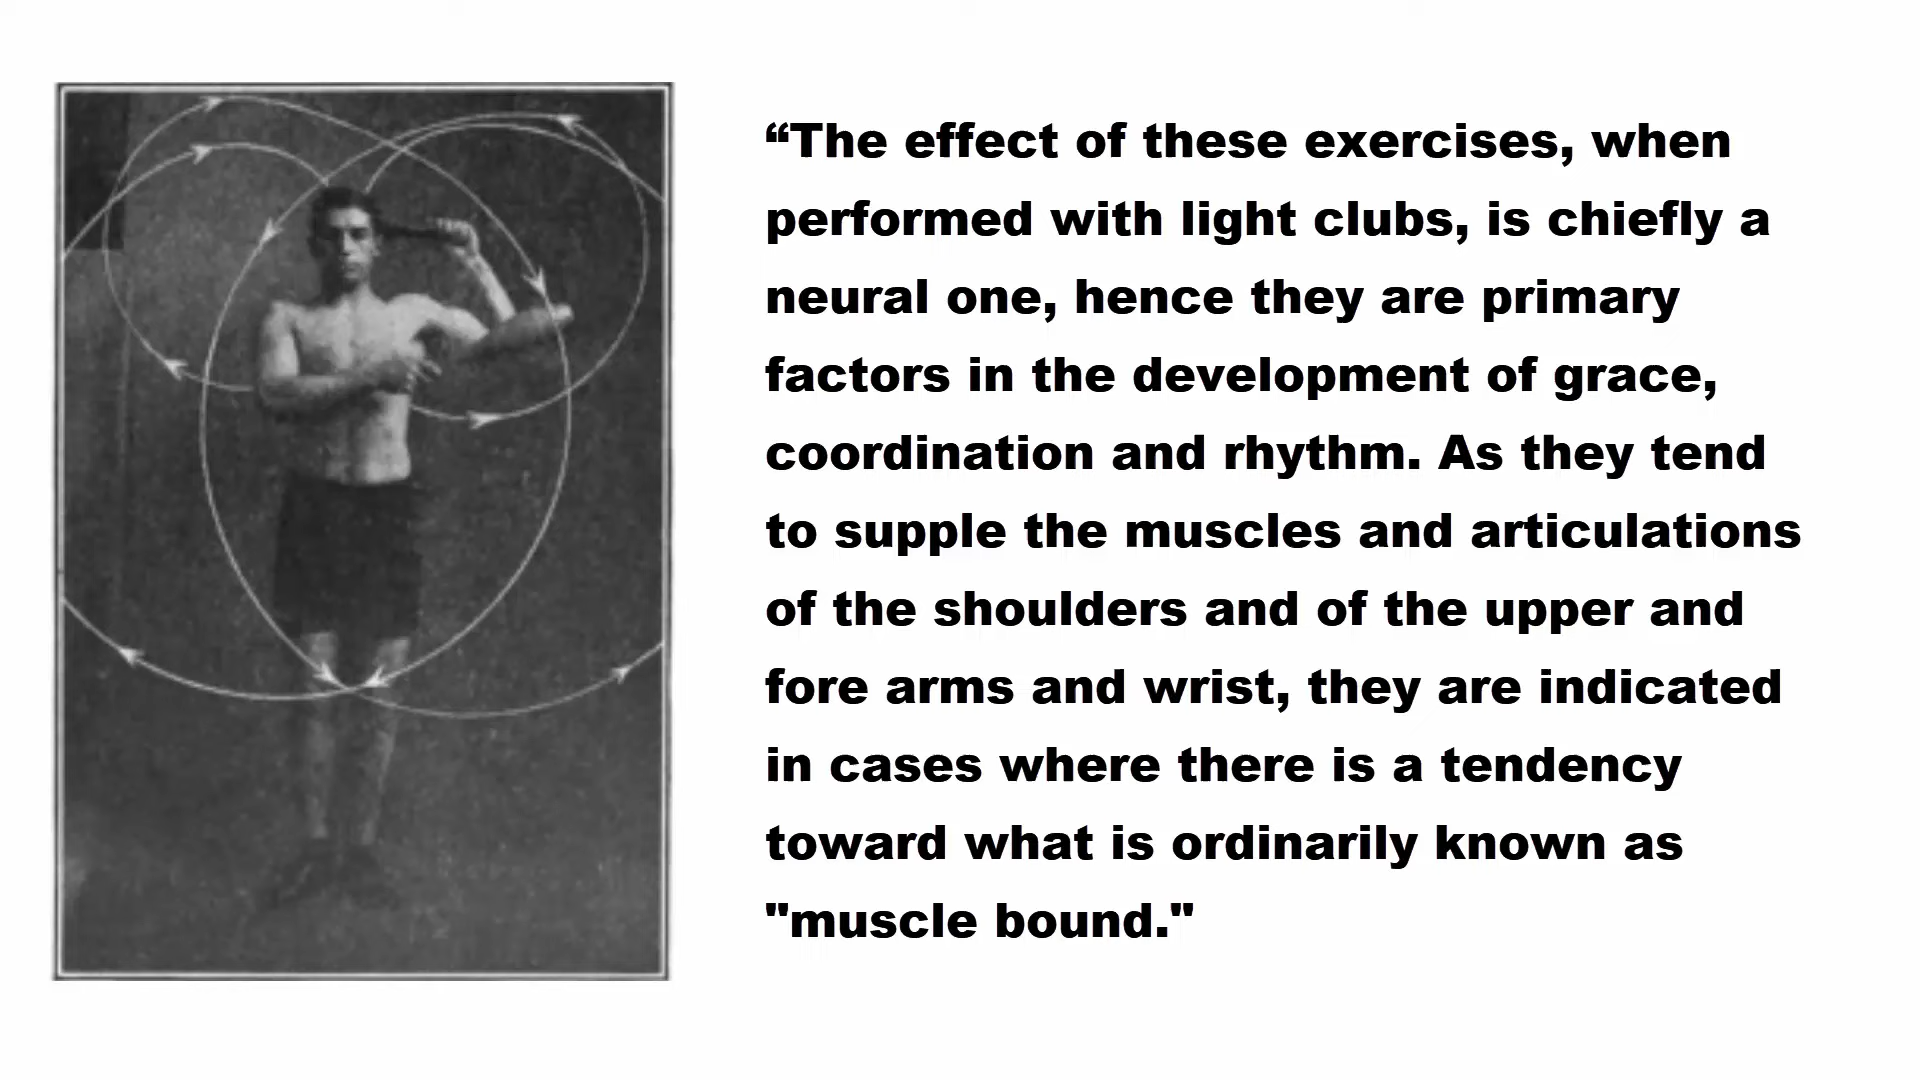 “The effect of these exercises, when
performed with light clubs, is chiefly a
neural one, hence they are primary
factors in the development of grace,
coordination and rhythm. As they tend
to supple the muscles and articulations
of the shoulders and of the upper and
fore arms and wrist, they are indicated
in cases where there is a tendency
toward what is ordinarily known as
"muscle bound."